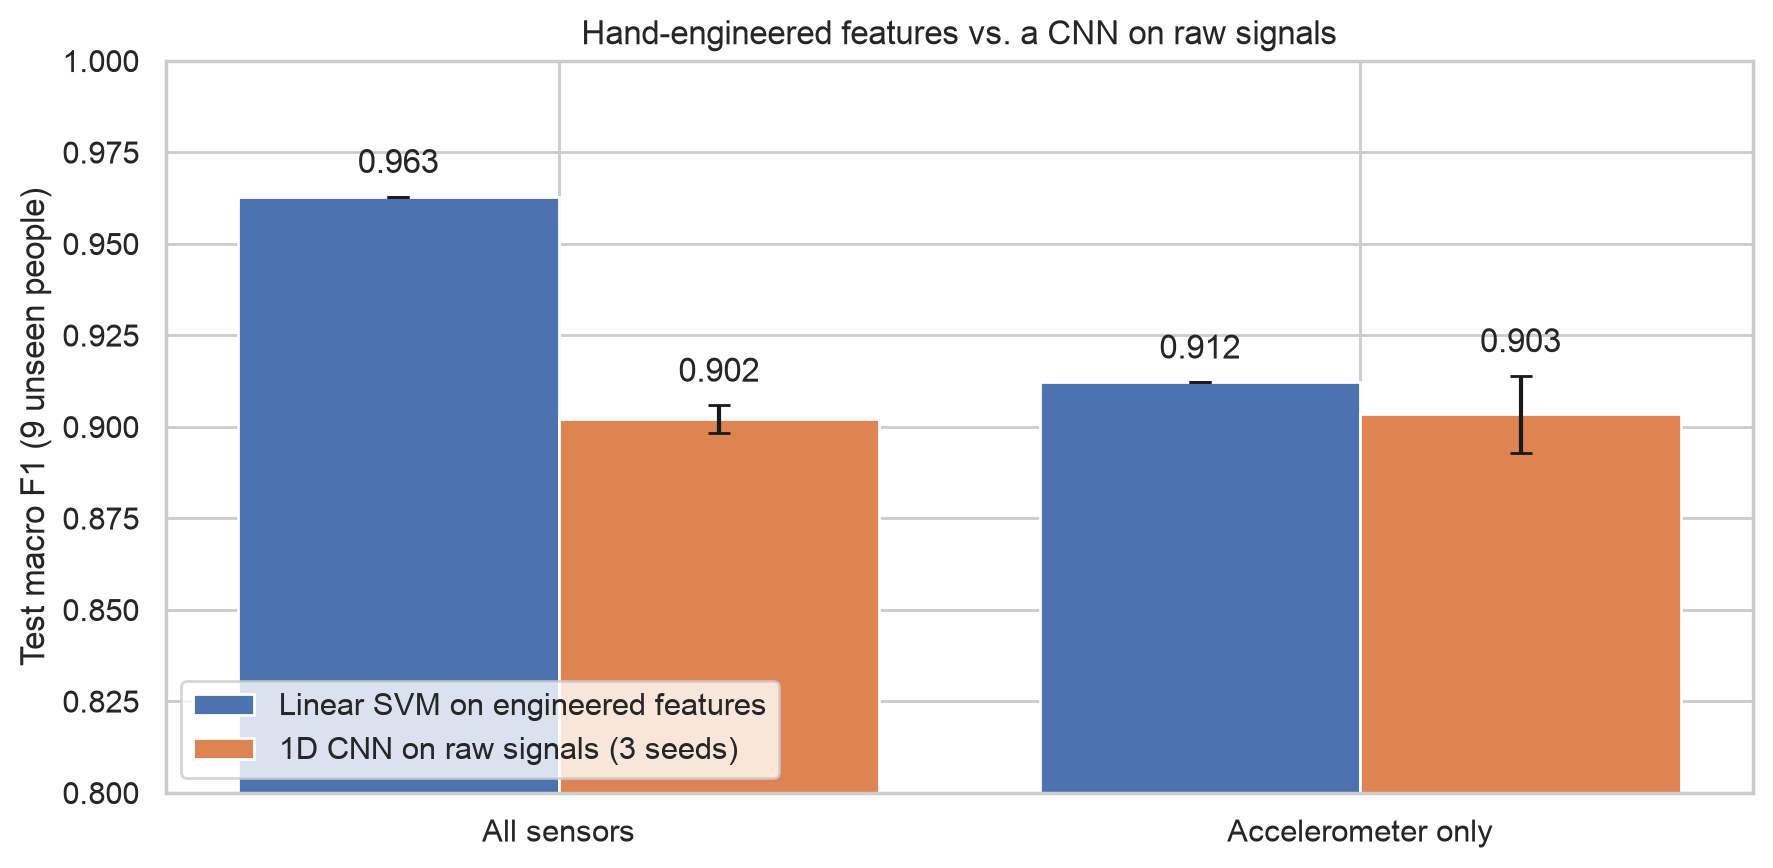 Hand-engineered features vs. a CNN on raw signals
Test macro F1 (9 unseen people)
1.000
0.975
0.950
0.925
0.900
0.875
0.850
0.825
0.800
0.963
0.902
0.912
0.903
Linear SVM on engineered features
1D CNN on raw signals (3 seeds)
All sensors
Accelerometer only